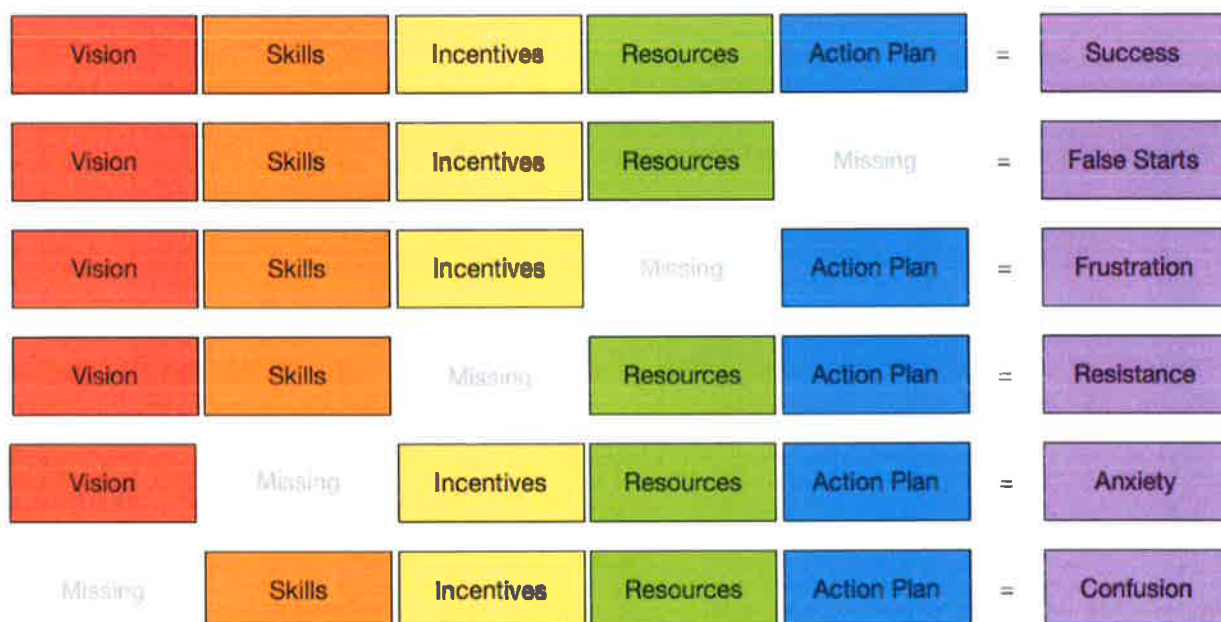 Vision Skills Incentives Resources Action Plan = Success
Vision Skills Incentives Resources Missing = False Starts
Vision Skills Incentives Missing Action Plan = Frustration
Vision Skills Missing Resources Action Plan = Resistance
Vision Missing Incentives Resources Action Plan = Anxiety
Missing Skills Incentives Resources Action Plan = Confusion